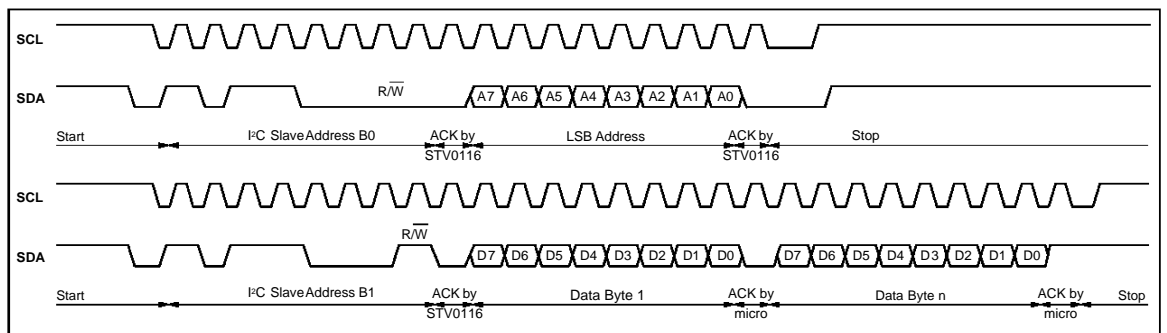 SCL
SDA
R/W
A7 A6 A5 A4 A3 A2 A1 A0
Start
I²C Slave Address B0
ACK by
STV0116
LSB Address
ACK by
STV0116
Stop
SCL
SDA
R/W
D7 D6 D5 D4 D3 D2 D1 D0
D7 D6 D5 D4 D3 D2 D1 D0
Start
I²C Slave Address B1
ACK by
STV0116
Data Byte 1
ACK by
micro
Data Byte n
ACK by
micro
Stop